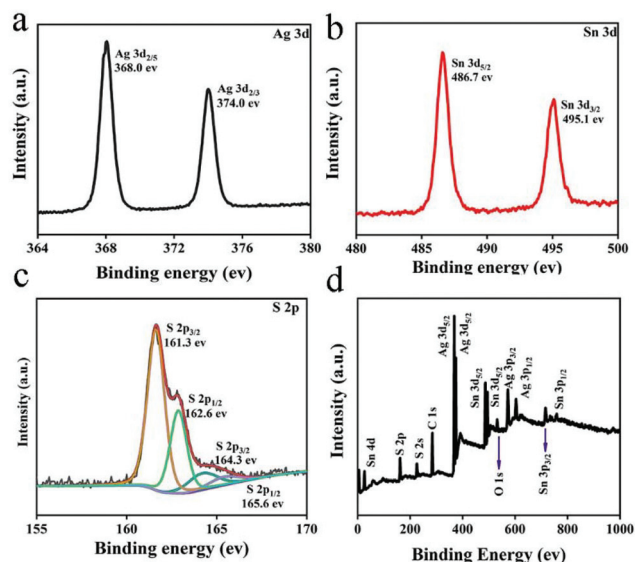 a
Ag 3d
Ag 3d2/5
368.0 ev
Ag 3d2/3
374.0 ev
Intensity (a.u.)
364 368 372 376 380
Binding energy (ev)
b
Sn 3d
Sn 3d5/2
486.7 ev
Sn 3d3/2
495.1 ev
Intensity (a.u.)
480 485 490 495 500
Binding energy (ev)
c
S 2p
S 2p3/2
161.3 ev
S 2p1/2
162.6 ev
S 2p3/2
164.3 ev
S 2p1/2
165.6 ev
Intensity (a.u.)
155 160 165 170
Binding energy (ev)
d
Sn 4d
S 2p
S 2s
C 1s
Ag 3d5/2
Ag 3d5/2
Sn 3d5/2
Sn 3d5/2
Ag 3p3/2
Ag 3p1/2
Sn 3p1/2
O 1s
Sn 3p3/2
Intensity (a.u.)
0 200 400 600 800 1000
Binding Energy (ev)